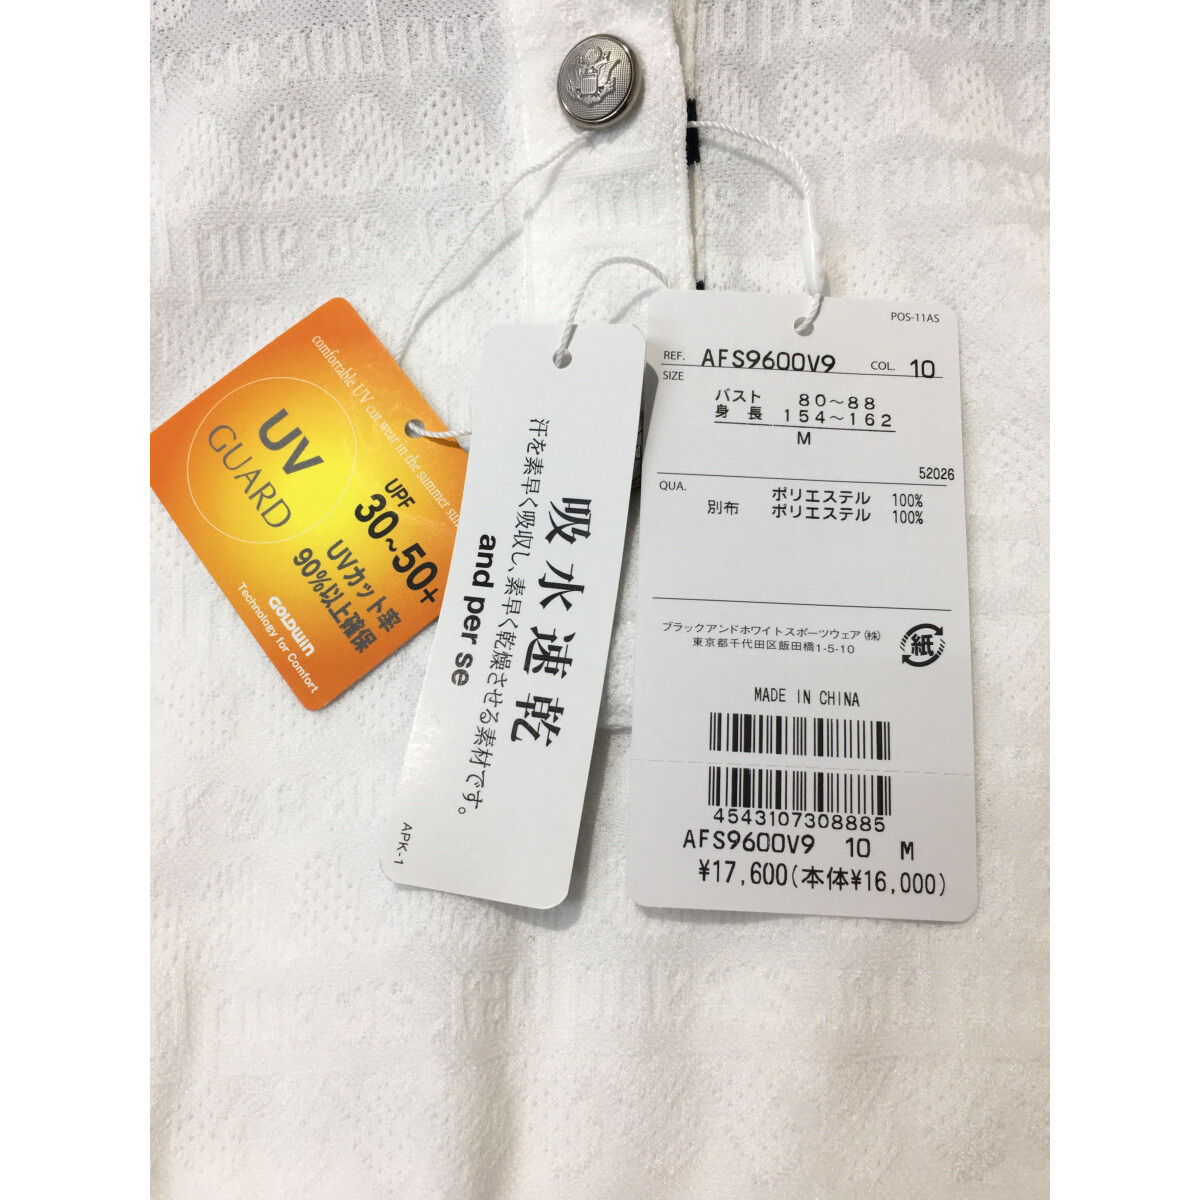 comfortable UV cut wear in the summer
UV
GUARD
UPF
30~50+
UVカット率
90%以上確保
GOLDWIN
Technology for Comfort
吸水速乾
汗を素早く吸収し、素早く乾燥させる素材です。
and per se
APK-1
POS-11AS
REF. AFS9600V9 COL. 10
SIZE
バスト 80~88
身長 154~162
M
52026
QUA. ポリエステル 100%
別布 ポリエステル 100%
ブラックアンドホワイトスポーツウェア(株)
東京都千代田区飯田橋1-5-10
紙
MADE IN CHINA
4543107308885
AFS9600V9 10 M
¥17,600(本体¥16,000)